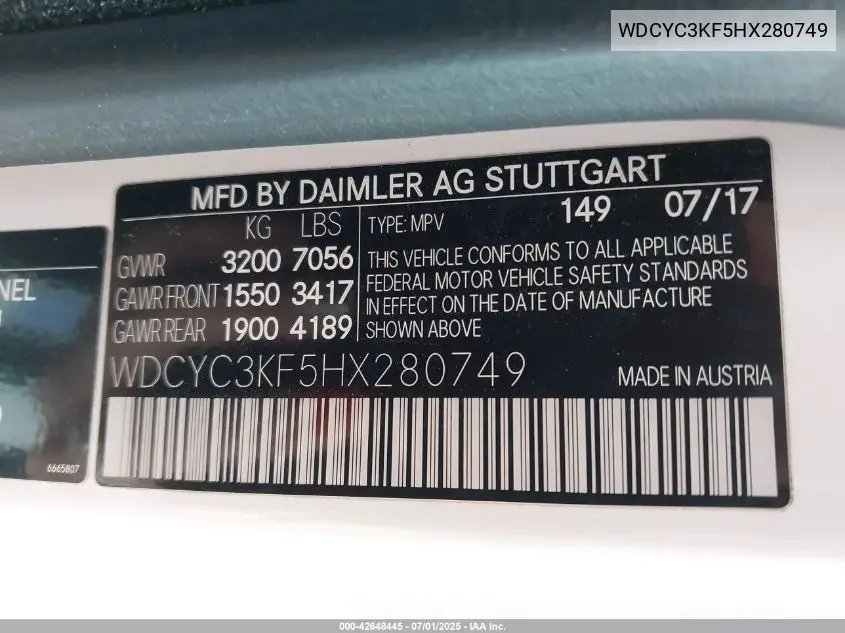 WDCYC3KF5HX280749
MFD BY DAIMLER AG STUTTGART
KG LBS
GVWR 3200 7056
GAWR FRONT 1550 3417
GAWR REAR 1900 4189
TYPE: MPV 149 07/17
THIS VEHICLE CONFORMS TO ALL APPLICABLE
FEDERAL MOTOR VEHICLE SAFETY STANDARDS
IN EFFECT ON THE DATE OF MANUFACTURE
SHOWN ABOVE
WDCYC3KF5HX280749
MADE IN AUSTRIA
NEL
6665807
000-42648445 - 07/01/2025 - IAA Inc.